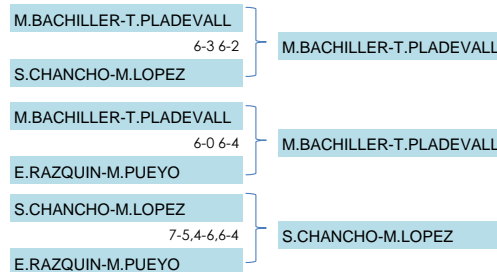 M.BACHILLER-T.PLADEVALL
6-3 6-2
M.BACHILLER-T.PLADEVALL
S.CHANCHO-M.LOPEZ
M.BACHILLER-T.PLADEVALL
6-0 6-4
M.BACHILLER-T.PLADEVALL
E.RAZQUIN-M.PUEYO
S.CHANCHO-M.LOPEZ
7-5,4-6,6-4
S.CHANCHO-M.LOPEZ
E.RAZQUIN-M.PUEYO